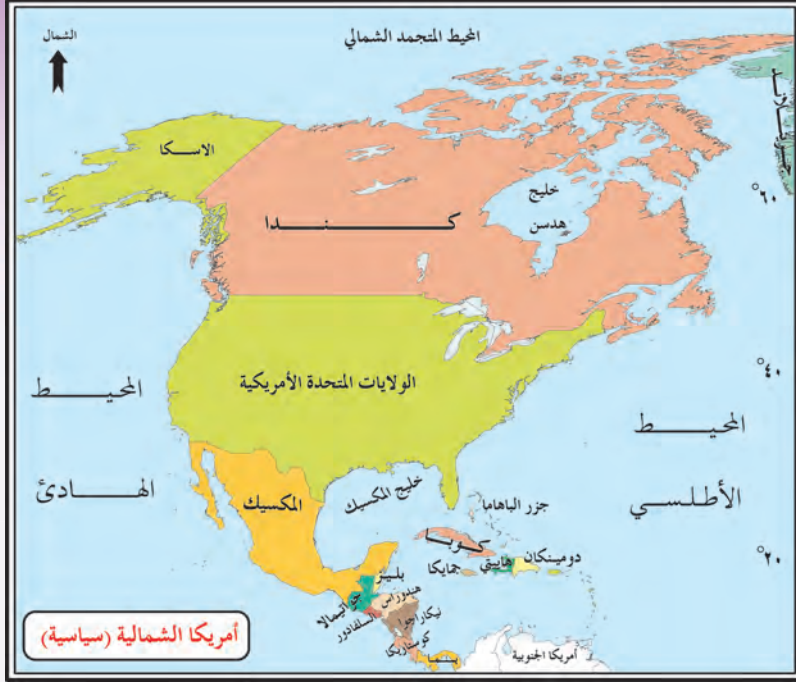 المحيط المتجمد الشمالي
الشمال
الاسكا
جرينلاند
خليج
هدسن
°٦٠
كندا
°٤٠
الولايات المتحدة الأمريكية
المحيط
الهادئ
المحيط
الأطلسي
خليج المكسيك
المكسيك
جزر الباهاما
كوبا
°٢٠
دومينكان
هاييتي
جمايكا
بليز
هندوراس
جواتيمالا
السلفادور
نيكاراجوا
كوستاريكا
بنما
أمريكا الجنوبية
أمريكا الشمالية (سياسية)